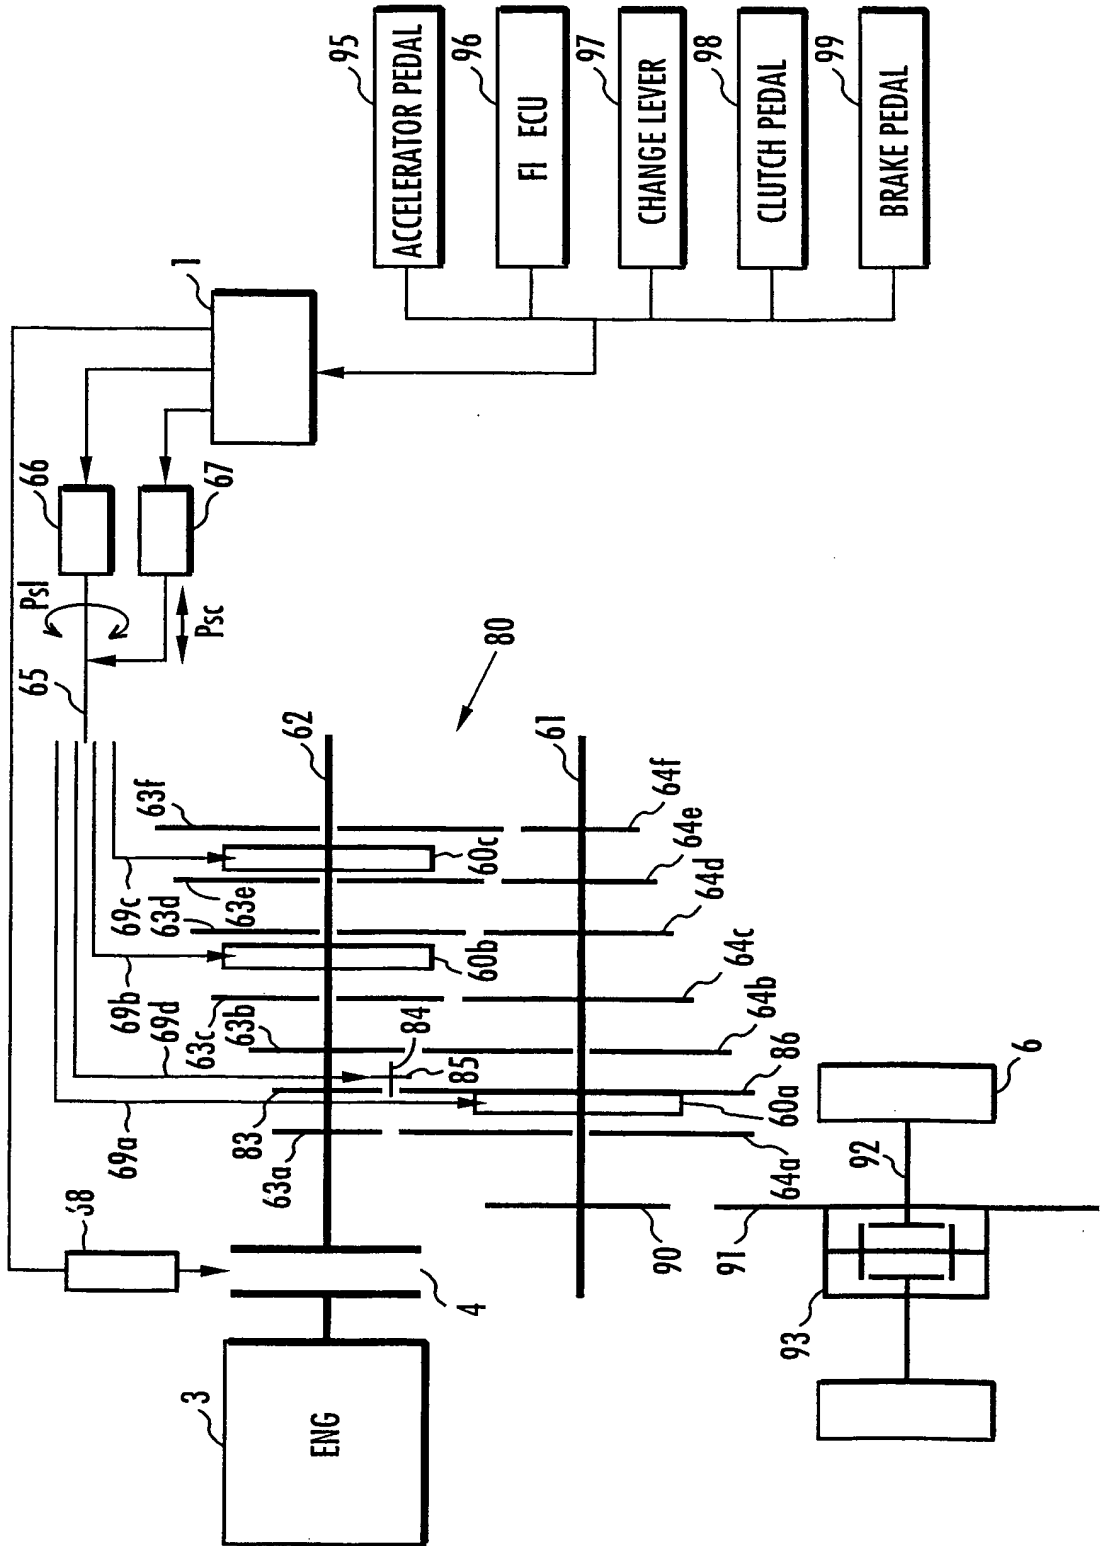 66
Psl
65
1
67
Psc
69c
63d
63e
69b
69d
63c
63b
69a
83
63a
63f
62
3
ENG
95
ACCELERATOR PEDAL
96
FI ECU
97
CHANGE LEVER
98
CLUTCH PEDAL
99
BRAKE PEDAL
4
84
85
60b
60c
80
61
64f
64e
64d
64c
64b
86
60a
64a
90
91
93
92
6